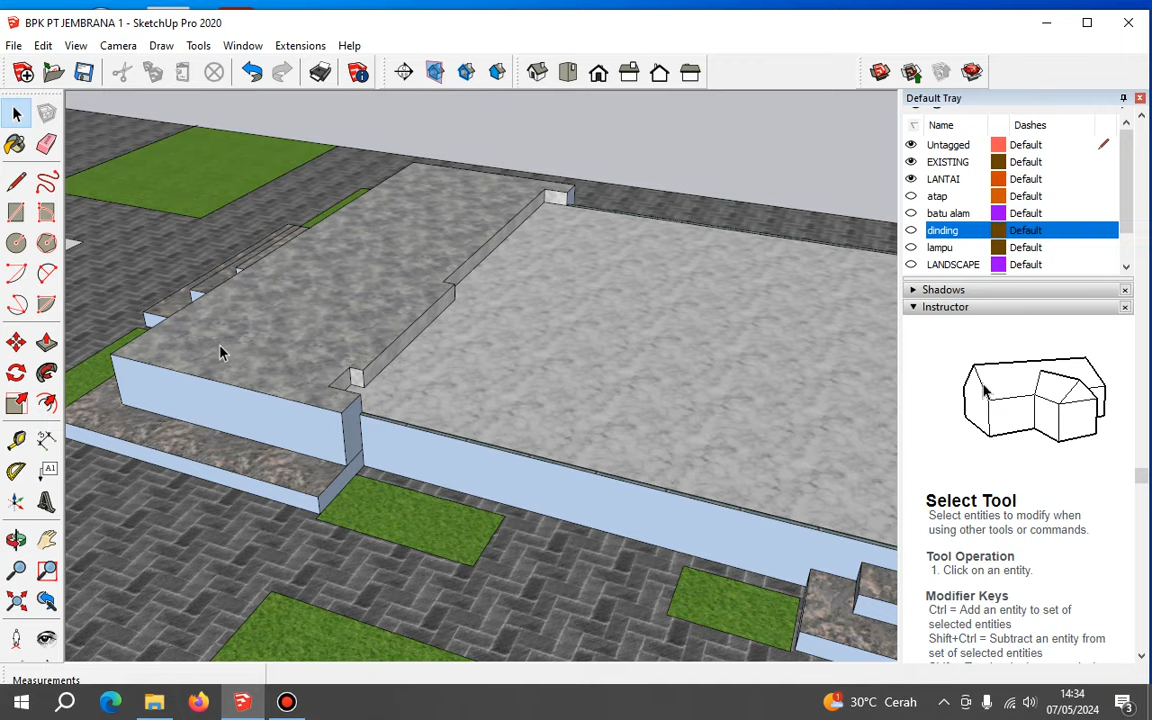 BPK PT JEMBRANA 1 - SketchUp Pro 2020
File Edit View Camera Draw Tools Window Extensions Help
Default Tray
Name Dashes
Untagged Default
EXISTING Default
LANTAI Default
atap Default
batu alam Default
dinding Default
lampu Default
LANDSCAPE Default
Shadows
Instructor
A1
Select Tool
Select entities to modify when
using other tools or commands.
Tool Operation
1. Click on an entity.
Modifier Keys
Ctrl = Add an entity to set of
selected entities
Shift+Ctrl = Subtract an entity from
set of selected entities
Measurements
30°C Cerah
14:34
07/05/2024
3